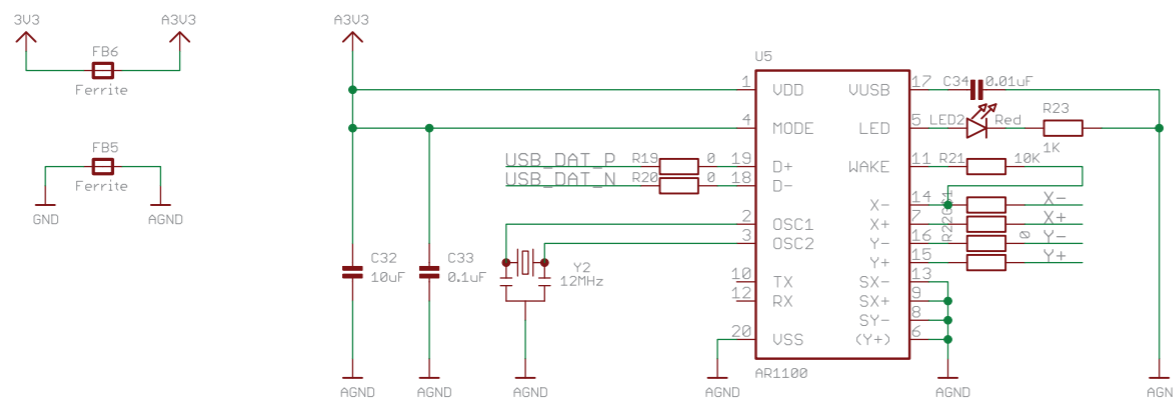 3V3
A3V3
FB6
Ferrite
FB5
Ferrite
GND
AGND
A3V3
C32
10uF
AGND
C33
0.1uF
AGND
USB_DAT_P
R19
0
USB_DAT_N
R20
0
Y2
12MHz
AGND
AGND
U5
1 VDD
4 MODE
19 D+
18 D-
2 OSC1
3 OSC2
10 TX
12 RX
20 VSS
VUSB 17
LED 5
WAKE 11
X- 14
X+ 7
Y- 16
Y+ 15
SX- 13
SX+ 9
SY- 8
(Y+) 6
AR1100
C34
0.01uF
LED2
Red
R23
1K
R21
10K
0
X-
X+
Y-
Y+
AGND
AGN